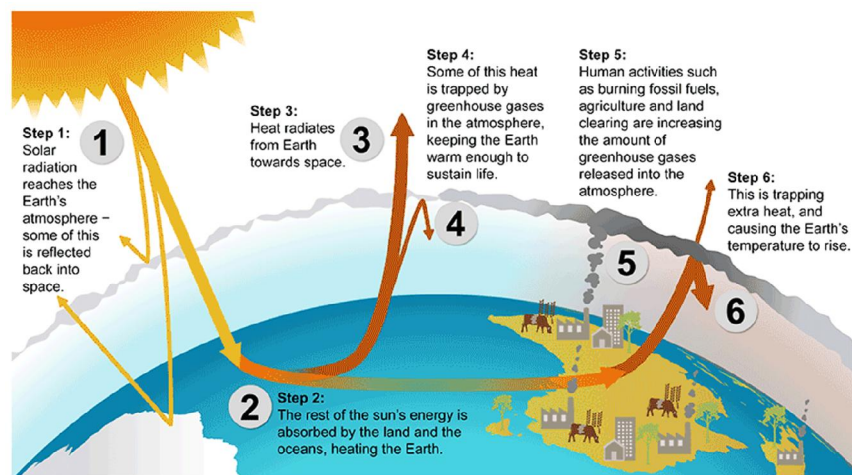 Step 1:
Solar
radiation
reaches the
Earth's
atmosphere –
some of this
is reflected
back into
space.
1
2
Step 2:
The rest of the sun's energy is
absorbed by the land and the
oceans, heating the Earth.
Step 3:
Heat radiates
from Earth
towards space.
3
Step 4:
Some of this heat
is trapped by
greenhouse gases
in the atmosphere,
keeping the Earth
warm enough to
sustain life.
4
Step 5:
Human activities such
as burning fossil fuels,
agriculture and land
clearing are increasing
the amount of
greenhouse gases
released into the
atmosphere.
5
Step 6:
This is trapping
extra heat, and
causing the Earth's
temperature to rise.
6